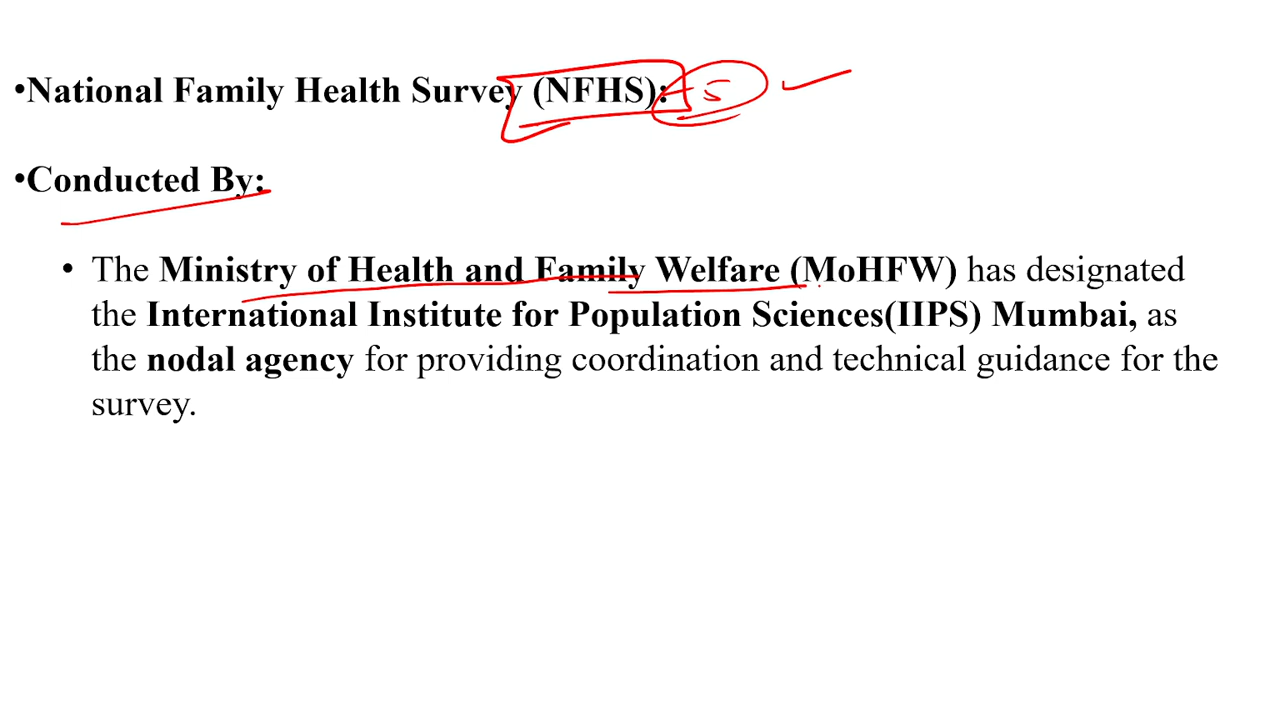 •National Family Health Survey (NFHS): -5
•Conducted By:
• The Ministry of Health and Family Welfare (MoHFW) has designated
the International Institute for Population Sciences(IIPS) Mumbai, as
the nodal agency for providing coordination and technical guidance for the
survey.